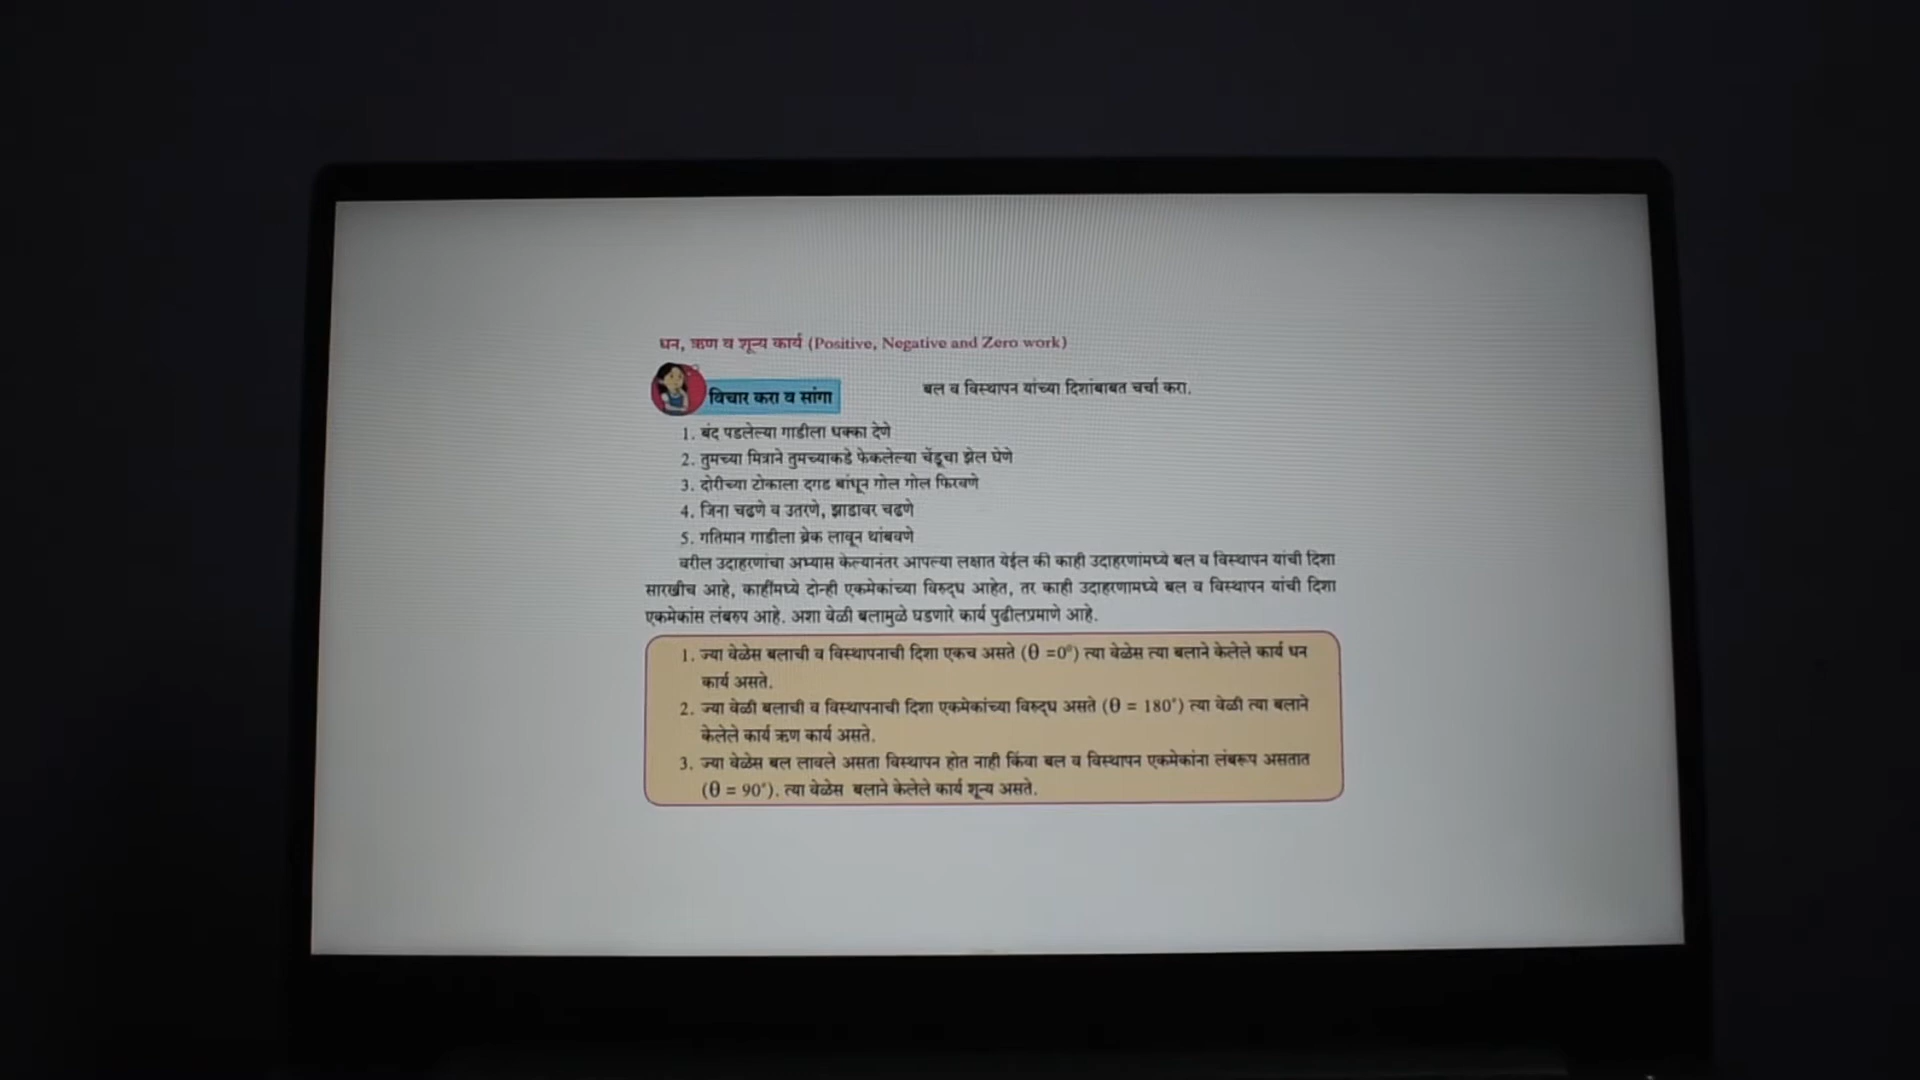 धन, ऋण व शून्य कार्य (Positive, Negative and Zero work)
विचार करा व सांगा
बल व विस्थापन यांच्या दिशांबाबत चर्चा करा.
1. बंद पडलेल्या गाडीला धक्का देणे
2. तुमच्या मित्राने तुमच्याकडे फेकलेल्या चेंडूचा झेल घेणे
3. दोरीच्या टोकाला दगड बांधून गोल गोल फिरवणे
4. जिना चढणे व उतरणे, झाडावर चढणे
5. गतिमान गाडीला ब्रेक लावून थांबवणे
वरील उदाहरणांचा अभ्यास केल्यानंतर आपल्या लक्षात येईल की काही उदाहरणांमध्ये बल व विस्थापन यांची दिशा
सारखीच आहे, काहींमध्ये दोन्ही एकमेकांच्या विरुद्ध आहेत, तर काही उदाहरणामध्ये बल व विस्थापन यांची दिशा
एकमेकांस लंबरुप आहे. अशा वेळी बलामुळे घडणारे कार्य पुढीलप्रमाणे आहे.
1. ज्या वेळेस बलाची व विस्थापनाची दिशा एकच असते (θ =0°) त्या वेळेस त्या बलाने केलेले कार्य धन
कार्य असते.
2. ज्या वेळी बलाची व विस्थापनाची दिशा एकमेकांच्या विरुद्ध असते (θ = 180°) त्या वेळी त्या बलाने
केलेले कार्य ऋण कार्य असते.
3. ज्या वेळेस बल लावले असता विस्थापन होत नाही किंवा बल व विस्थापन एकमेकांना लंबरूप असतात
(θ = 90°). त्या वेळेस बलाने केलेले कार्य शून्य असते.